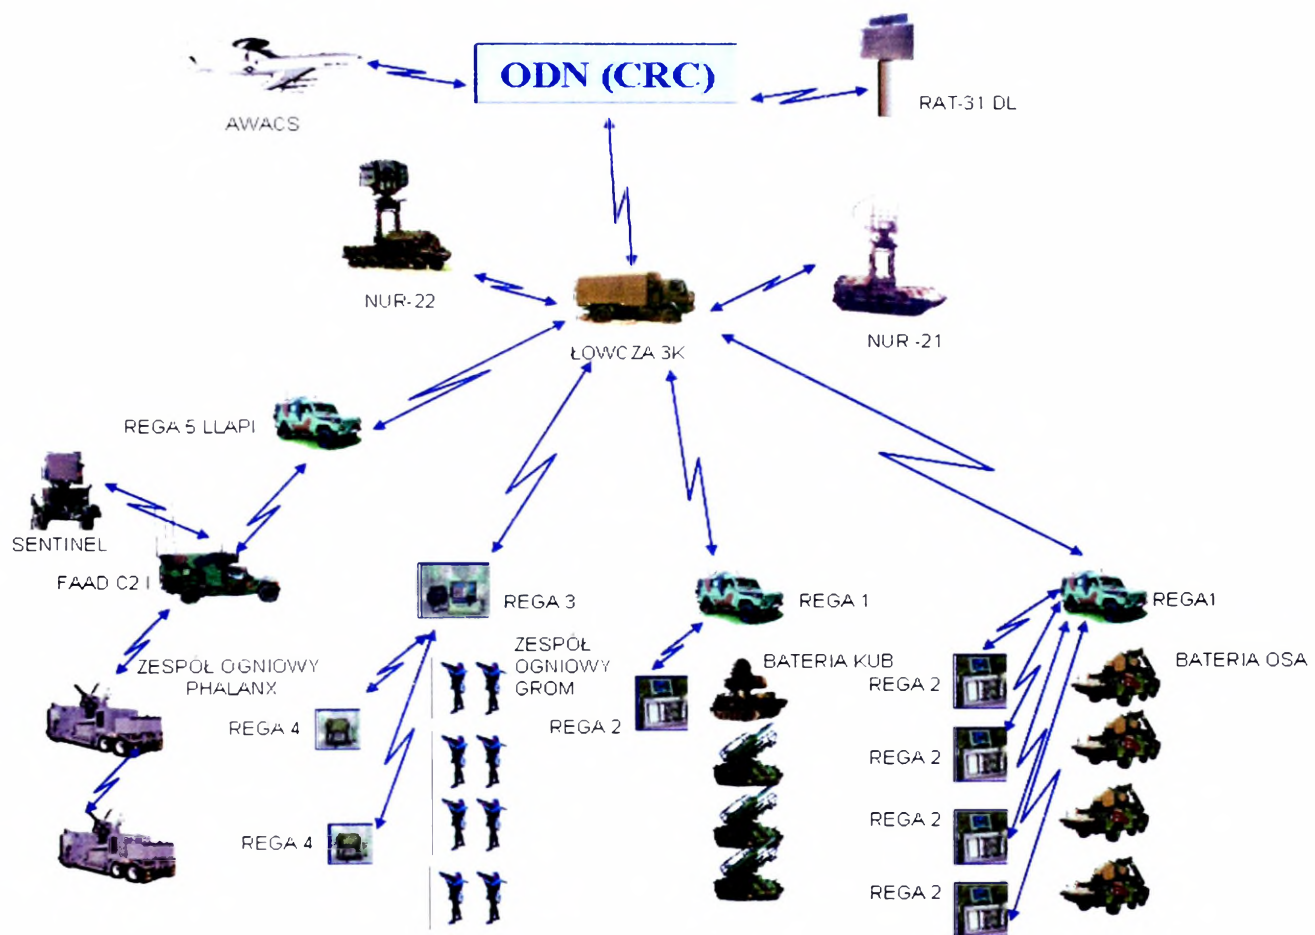 ODN (CRC)
AWACS
RAT-31 DL
NUR-22
NUR -21
ŁOWCZA 3K
REGA 5 LLAPI
SENTINEL
FAAD C2 I
REGA 3
REGA 1
REGA1
ZESPÓŁ OGNIOWY
PHALANX
ZESPÓŁ
OGNIOWY
GROM
BATERIA KUB
BATERIA OSA
REGA 4
REGA 2
REGA 2
REGA 2
REGA 4
REGA 2
REGA 2